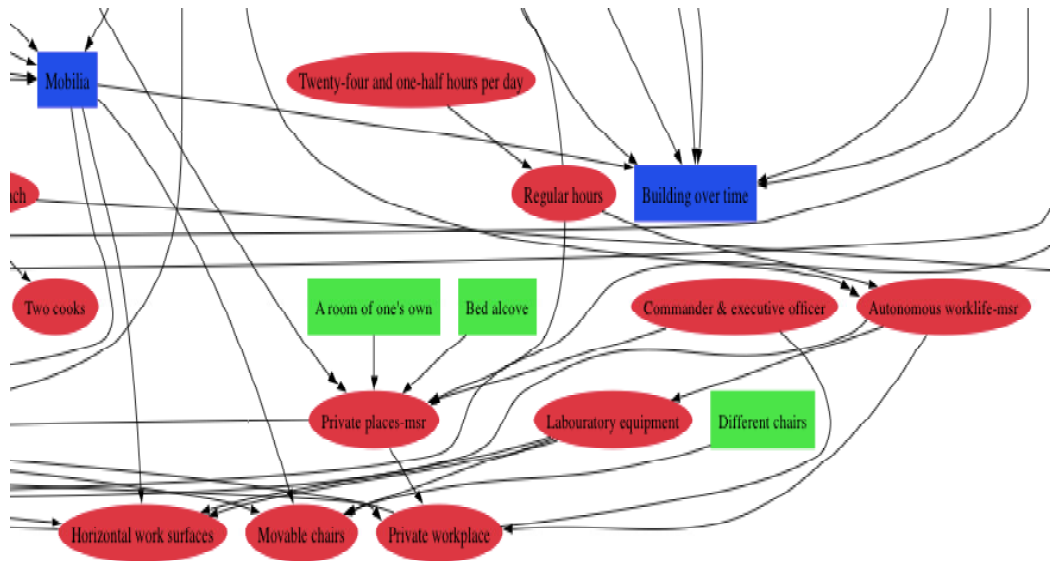 Mobilia
Twenty-four and one-half hours per day
ach
Regular hours
Building over time
Two cooks
A room of one's own
Bed alcove
Commander & executive officer
Autonomous worklife-msr
Private places-msr
Labouratory equipment
Different chairs
Horizontal work surfaces
Movable chairs
Private workplace